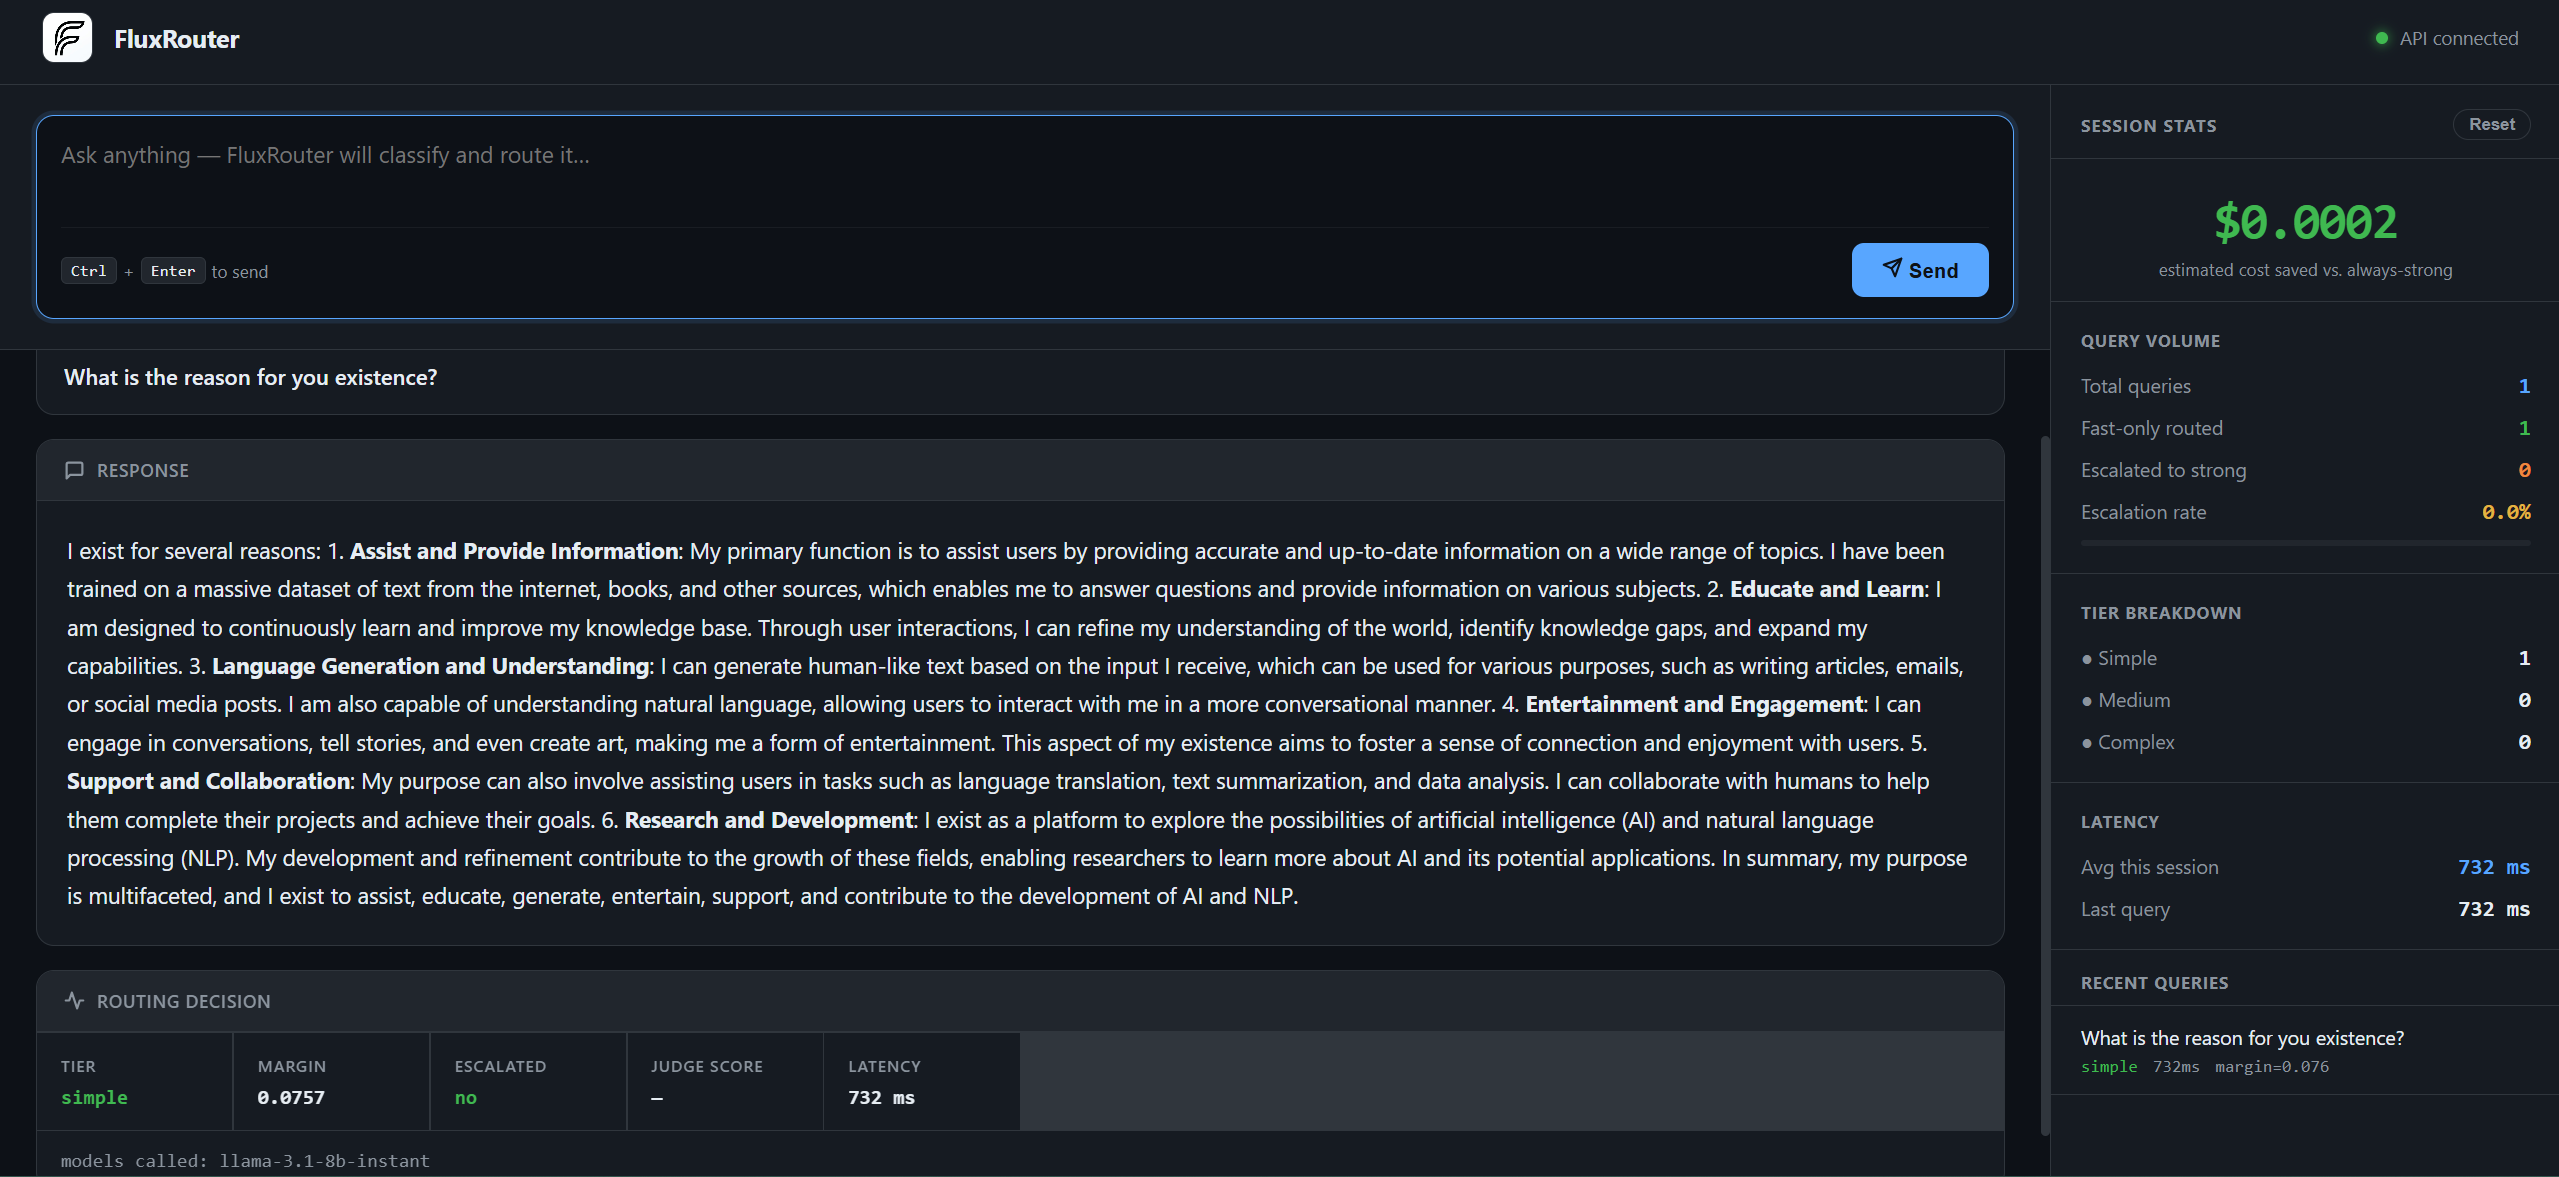 FluxRouter
API connected
Ask anything — FluxRouter will classify and route it...
Ctrl + Enter to send
Send
What is the reason for you existence?
RESPONSE
I exist for several reasons: 1. Assist and Provide Information: My primary function is to assist users by providing accurate and up-to-date information on a wide range of topics. I have been
trained on a massive dataset of text from the internet, books, and other sources, which enables me to answer questions and provide information on various subjects. 2. Educate and Learn: I
am designed to continuously learn and improve my knowledge base. Through user interactions, I can refine my understanding of the world, identify knowledge gaps, and expand my
capabilities. 3. Language Generation and Understanding: I can generate human-like text based on the input I receive, which can be used for various purposes, such as writing articles, emails,
or social media posts. I am also capable of understanding natural language, allowing users to interact with me in a more conversational manner. 4. Entertainment and Engagement: I can
engage in conversations, tell stories, and even create art, making me a form of entertainment. This aspect of my existence aims to foster a sense of connection and enjoyment with users. 5.
Support and Collaboration: My purpose can also involve assisting users in tasks such as language translation, text summarization, and data analysis. I can collaborate with humans to help
them complete their projects and achieve their goals. 6. Research and Development: I exist as a platform to explore the possibilities of artificial intelligence (AI) and natural language
processing (NLP). My development and refinement contribute to the growth of these fields, enabling researchers to learn more about AI and its potential applications. In summary, my purpose
is multifaceted, and I exist to assist, educate, generate, entertain, support, and contribute to the development of AI and NLP.
ROUTING DECISION
TIER
simple
MARGIN
0.0757
ESCALATED
no
JUDGE SCORE
—
LATENCY
732 ms
models called: llama-3.1-8b-instant
SESSION STATS
Reset
$0.0002
estimated cost saved vs. always-strong
QUERY VOLUME
Total queries 1
Fast-only routed 1
Escalated to strong 0
Escalation rate 0.0%
TIER BREAKDOWN
● Simple 1
● Medium 0
● Complex 0
LATENCY
Avg this session 732 ms
Last query 732 ms
RECENT QUERIES
What is the reason for you existence?
simple 732ms margin=0.076